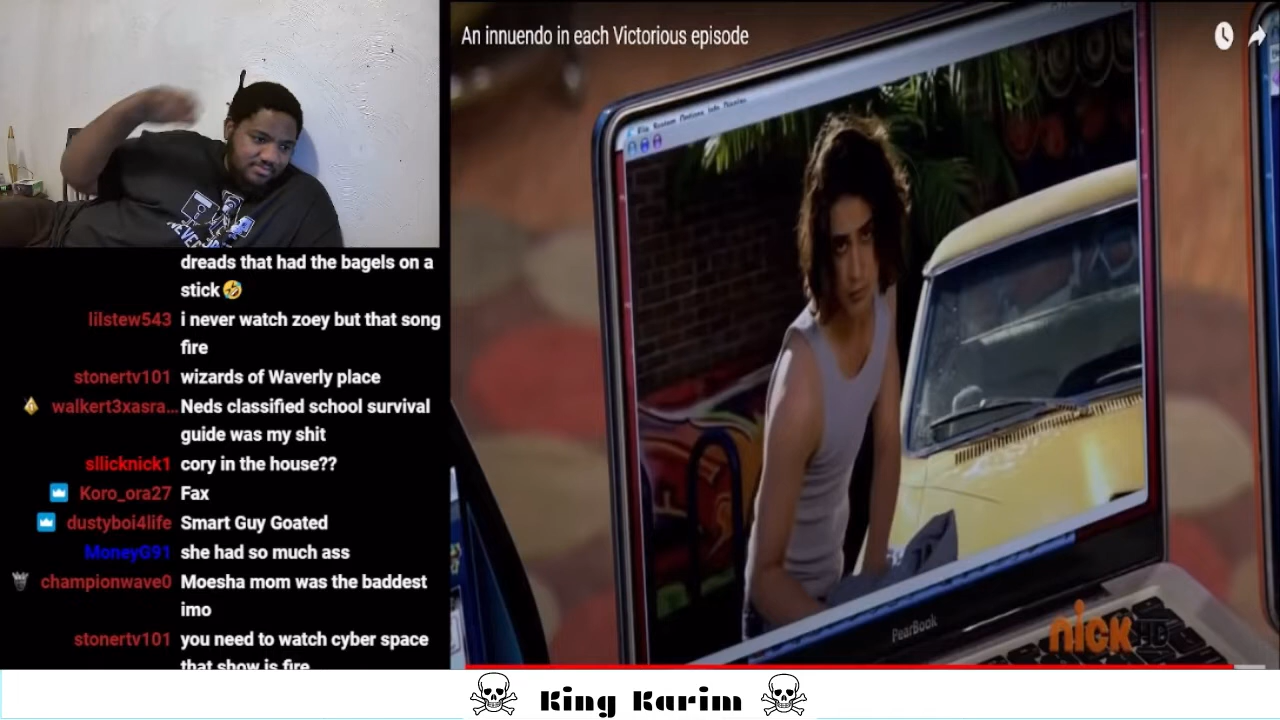 An innuendo in each Victorious episode
dreads that had the bagels on a
stick🤣
lilstew543 i never watch zoey but that song
fire
stonertv101 wizards of Waverly place
walkert3xasra… Neds classified school survival
guide was my shit
sllicknick1 cory in the house??
Koro_ora27 Fax
dustyboi4life Smart Guy Goated
MoneyG91 she had so much ass
championwave0 Moesha mom was the baddest
imo
stonertv101 you need to watch cyber space
that show is fire
PearBook
nick HD
King Karim